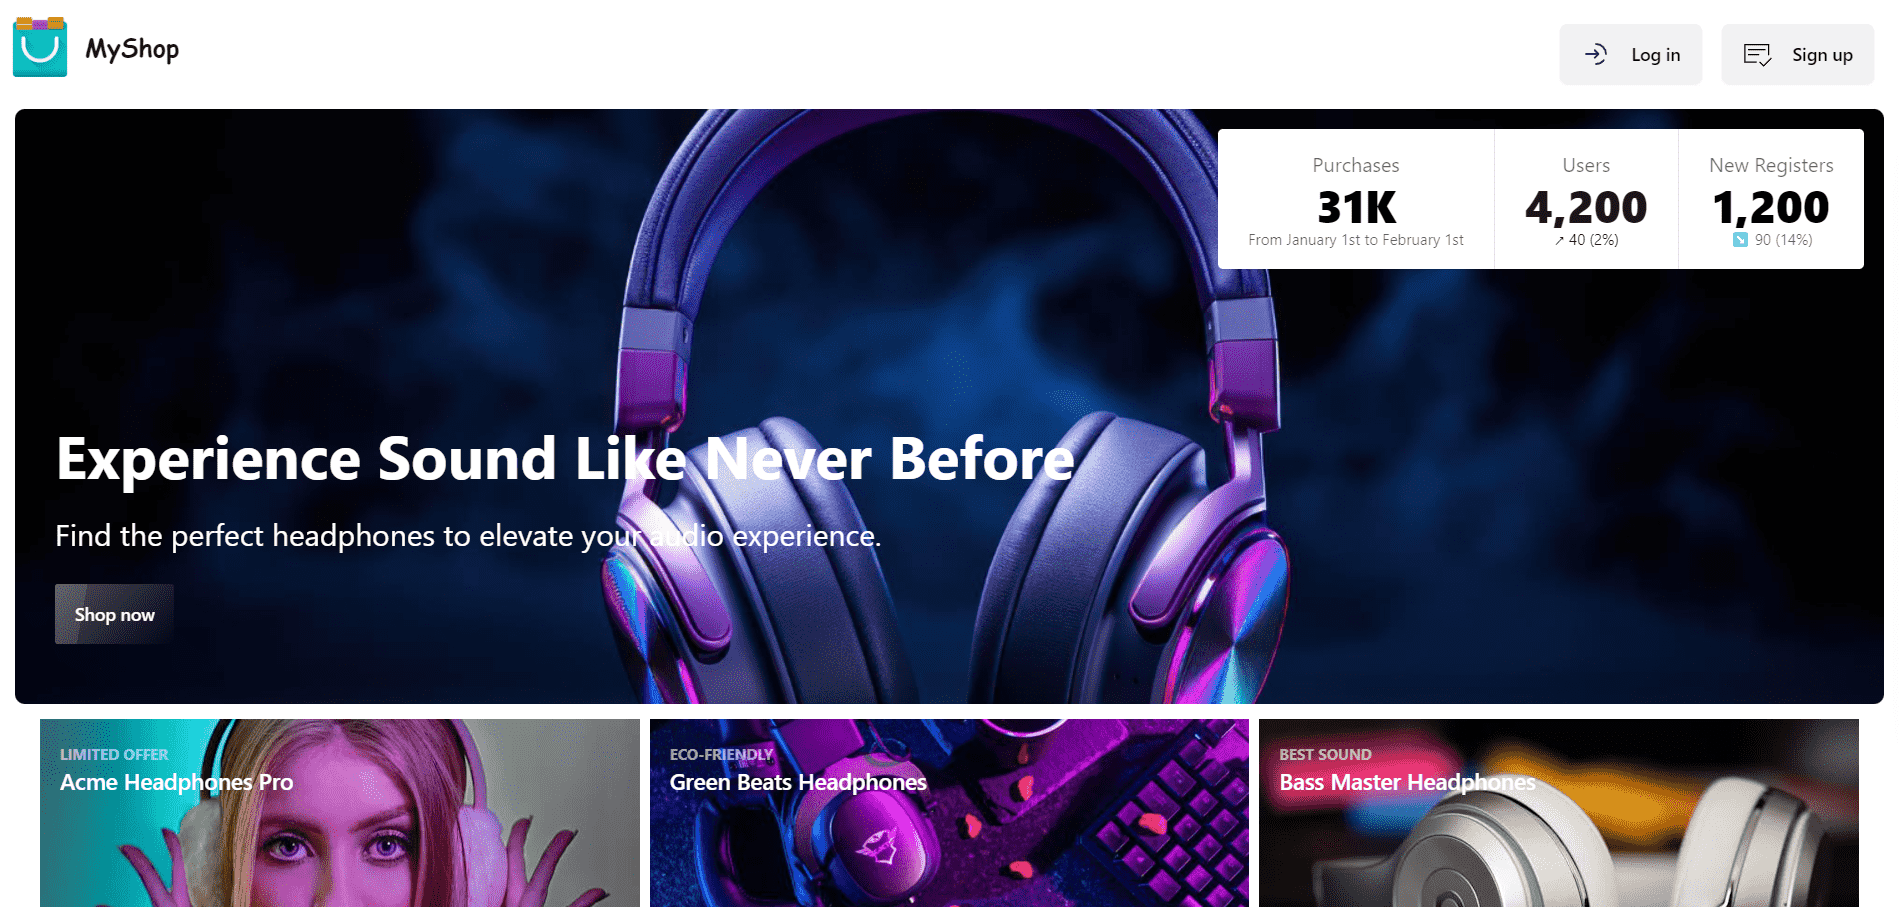 MyShop
Log in
Sign up
Purchases
31K
From January 1st to February 1st
Users
4,200
↗ 40 (2%)
New Registers
1,200
↘ 90 (14%)
Experience Sound Like Never Before
Find the perfect headphones to elevate your audio experience.
Shop now
LIMITED OFFER
Acme Headphones Pro
ECO-FRIENDLY
Green Beats Headphones
BEST SOUND
Bass Master Headphones